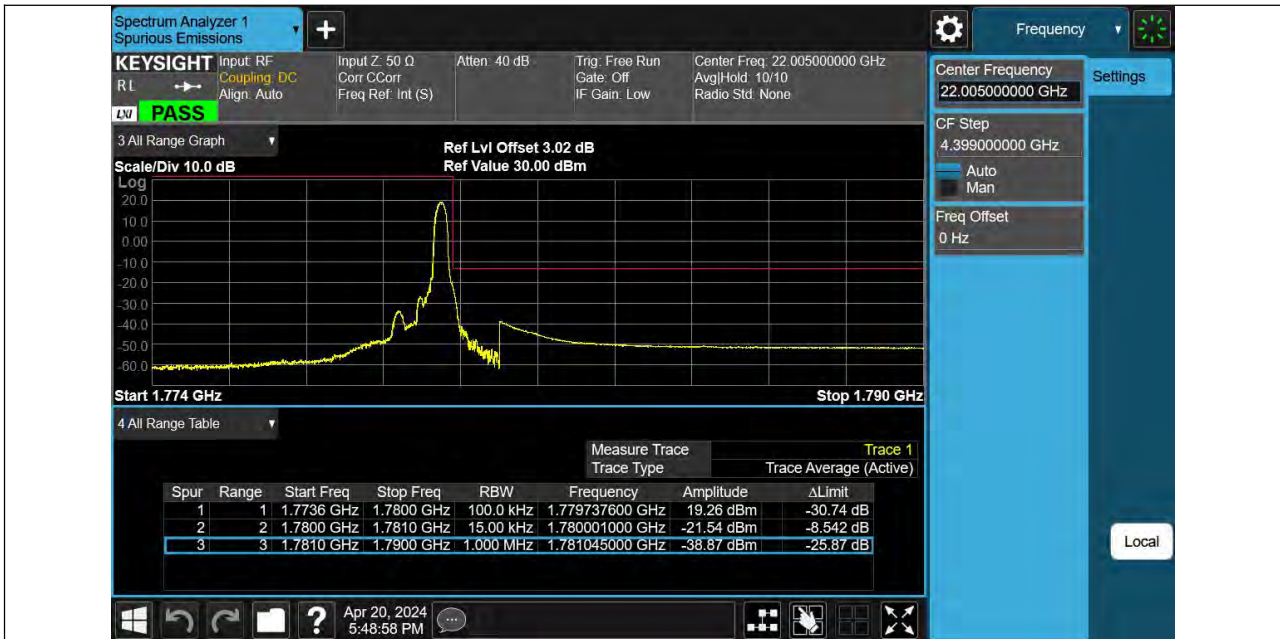 Spectrum Analyzer 1
Spurious Emissions
Frequency
KEYSIGHT
R L
LXI PASS
Input: RF
Coupling: DC
Align: Auto
Input Z: 50 Ω
Corr CCorr
Freq Ref: Int (S)
Atten: 40 dB
Trig: Free Run
Gate: Off
IF Gain: Low
Center Freq: 22.005000000 GHz
Avg|Hold: 10/10
Radio Std: None
Center Frequency
22.005000000 GHz
Settings
CF Step
4.399000000 GHz
Auto
Man
Freq Offset
0 Hz
Local
3 All Range Graph
Scale/Div 10.0 dB
Ref Lvl Offset 3.02 dB
Ref Value 30.00 dBm
Log
20.0
10.0
0.00
-10.0
-20.0
-30.0
-40.0
-50.0
-60.0
Start 1.774 GHz Stop 1.790 GHz
4 All Range Table
Measure Trace Trace 1
Trace Type Trace Average (Active)
Spur Range Start Freq Stop Freq RBW Frequency Amplitude ΔLimit
1 1 1.7736 GHz 1.7800 GHz 100.0 kHz 1.779737600 GHz 19.26 dBm -30.74 dB
2 2 1.7800 GHz 1.7810 GHz 15.00 kHz 1.780001000 GHz -21.54 dBm -8.542 dB
3 3 1.7810 GHz 1.7900 GHz 1.000 MHz 1.781045000 GHz -38.87 dBm -25.87 dB
Apr 20, 2024
5:48:58 PM